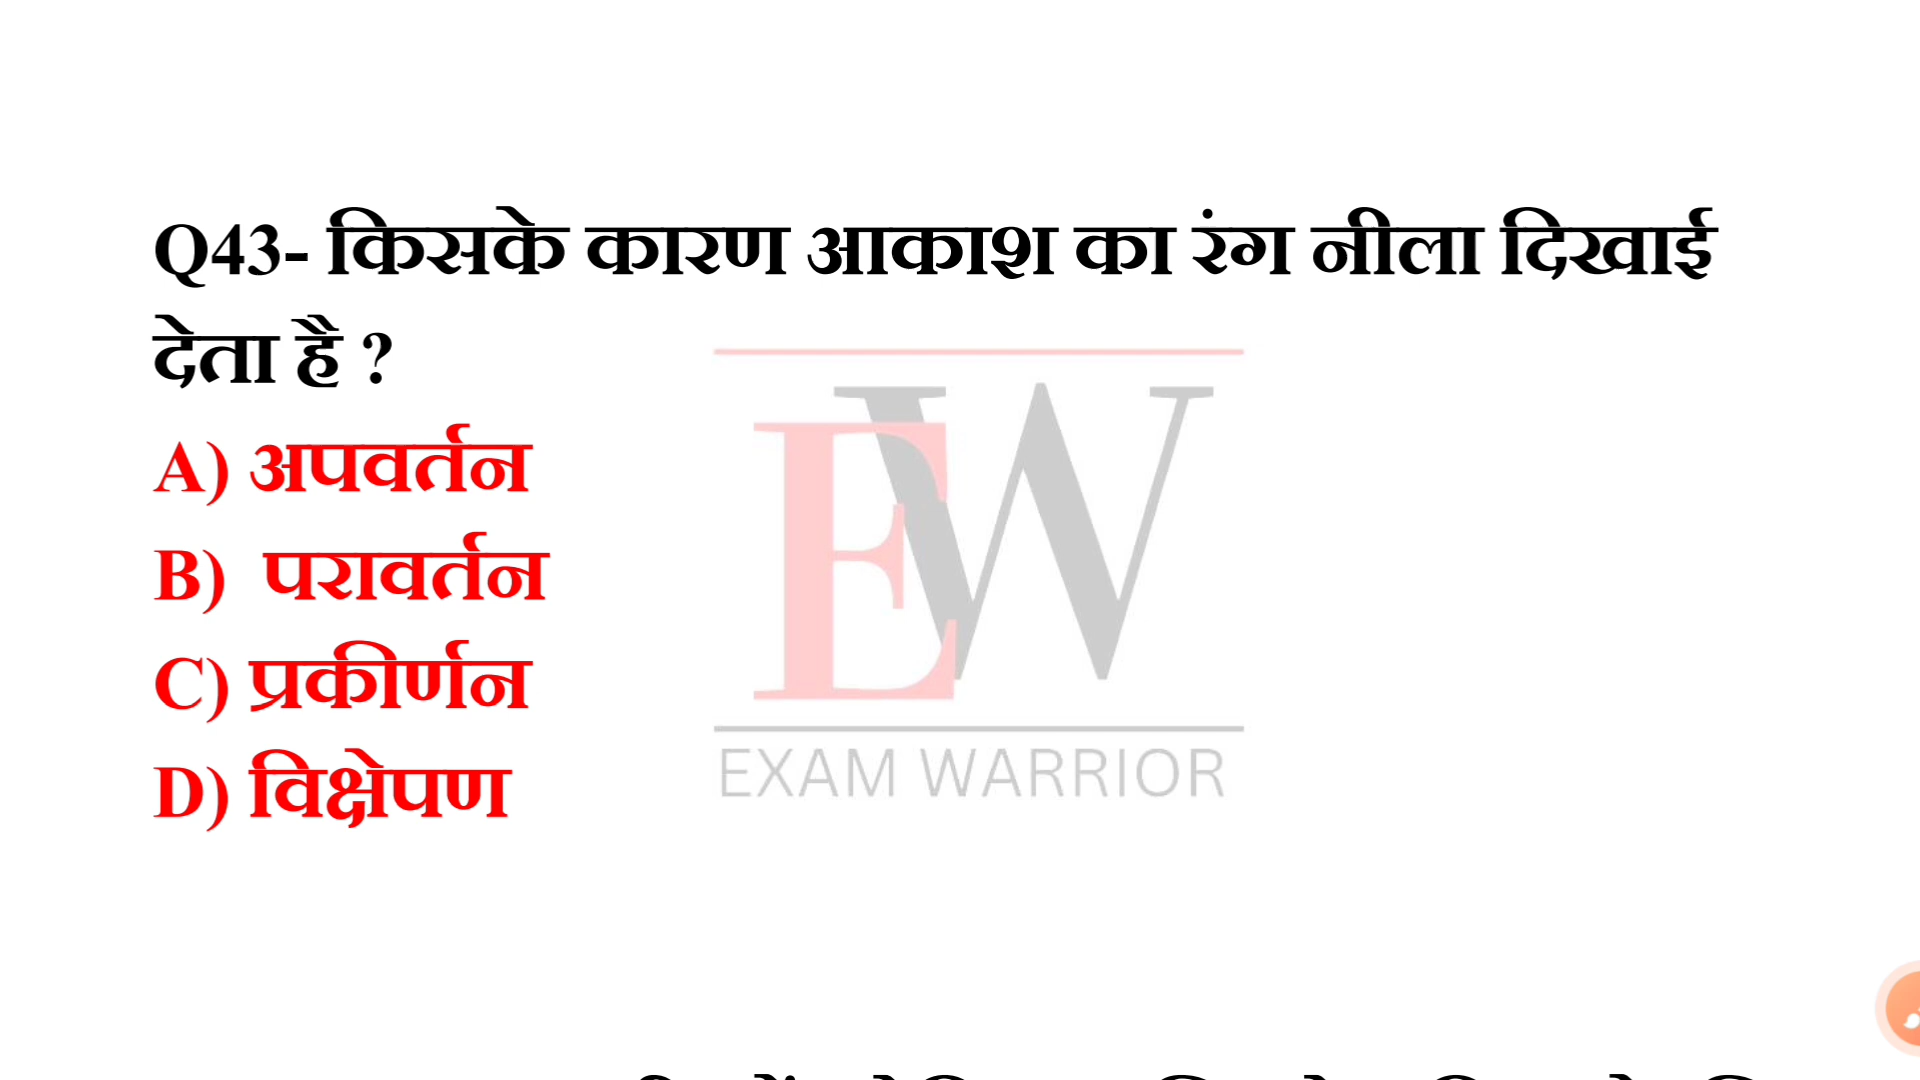 Q43- किसके कारण आकाश का रंग नीला दिखाई
देता है ?
A) अपवर्तन
B) परावर्तन
C) प्रकीर्णन
D) विक्षेपण
EW
EXAM WARRIOR